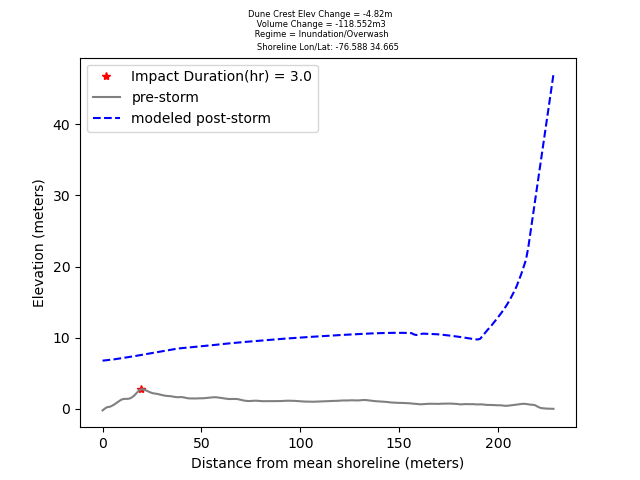 Dune Crest Elev Change = -4.82m
Volume Change = -118.552m3
Regime = Inundation/Overwash
Shoreline Lon/Lat: -76.588 34.665
Impact Duration(hr) = 3.0
pre-storm
modeled post-storm
40
30
20
10
0
Elevation (meters)
0 50 100 150 200
Distance from mean shoreline (meters)